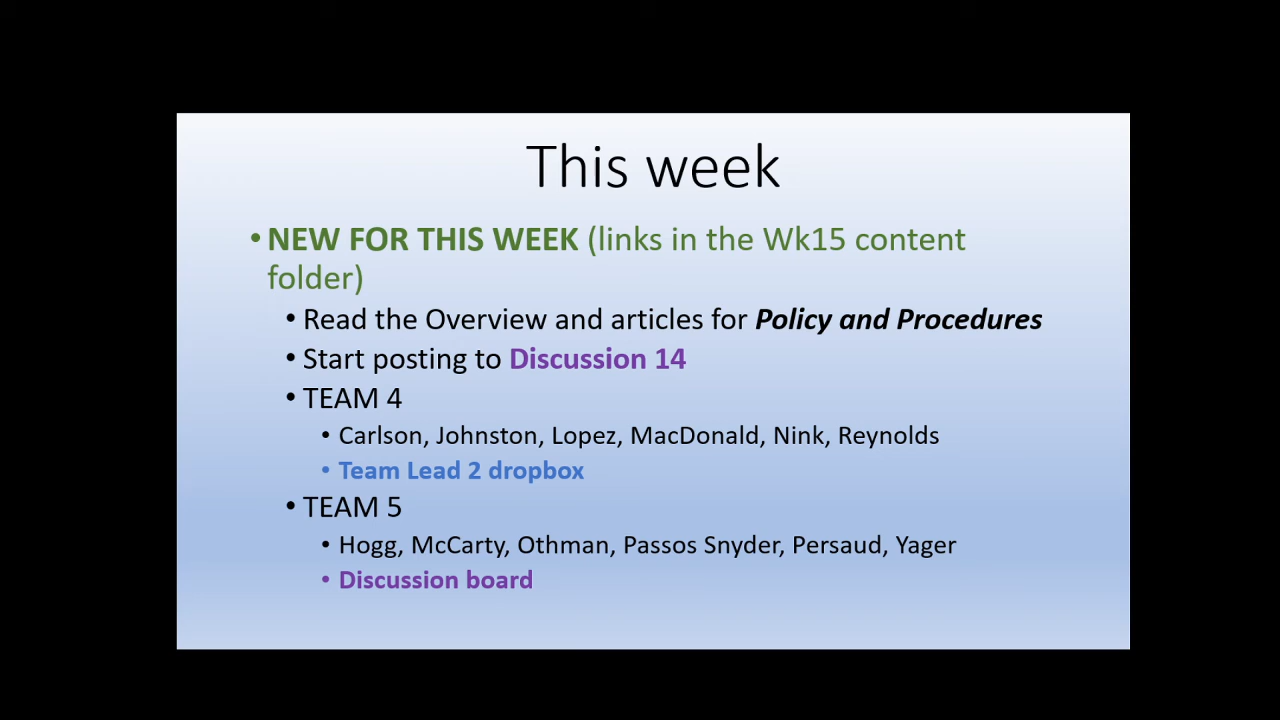 This week
•NEW FOR THIS WEEK (links in the Wk15 content
folder)
• Read the Overview and articles for Policy and Procedures
• Start posting to Discussion 14
• TEAM 4
• Carlson, Johnston, Lopez, MacDonald, Nink, Reynolds
• Team Lead 2 dropbox
• TEAM 5
• Hogg, McCarty, Othman, Passos Snyder, Persaud, Yager
• Discussion board